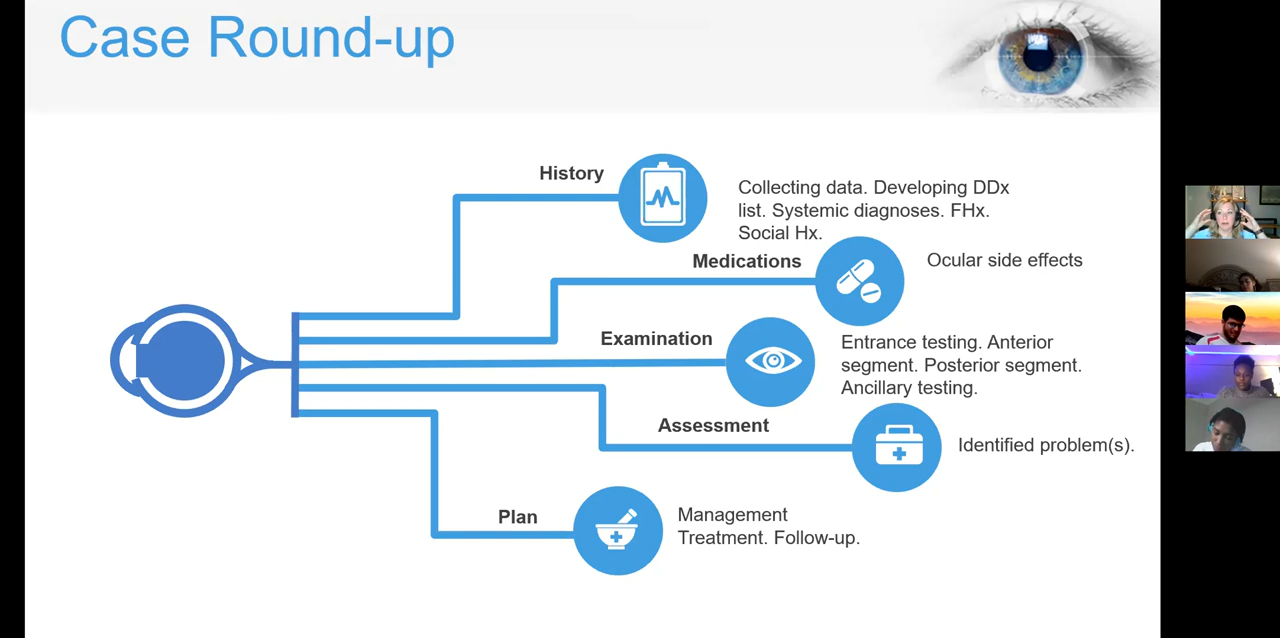 Case Round-up
History
Collecting data. Developing DDx
list. Systemic diagnoses. FHx.
Social Hx.
Medications
Ocular side effects
Examination
Entrance testing. Anterior
segment. Posterior segment.
Ancillary testing.
Assessment
Identified problem(s).
Plan
Management
Treatment. Follow-up.